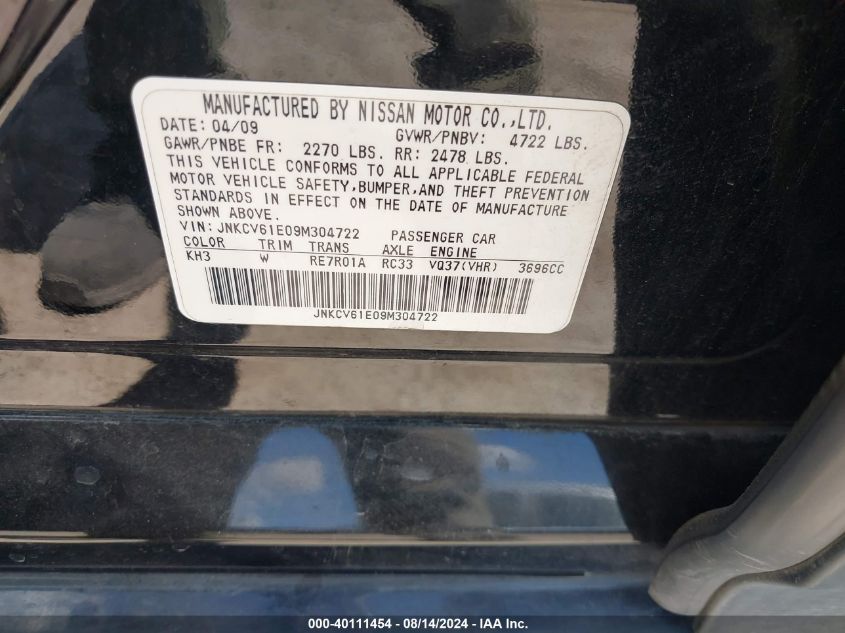 MANUFACTURED BY NISSAN MOTOR CO.,LTD.
DATE: 04/09 GVWR/PNBV: 4722 LBS.
GAWR/PNBE FR: 2270 LBS. RR: 2478 LBS.
THIS VEHICLE CONFORMS TO ALL APPLICABLE FEDERAL
MOTOR VEHICLE SAFETY,BUMPER,AND THEFT PREVENTION
STANDARDS IN EFFECT ON THE DATE OF MANUFACTURE
SHOWN ABOVE.
VIN: JNKCV61E09M304722 PASSENGER CAR
COLOR TRIM TRANS AXLE ENGINE
KH3 W RE7R01A RC33 VQ37(VHR) 3696CC
JNKCV61E09M304722
000-40111454 - 08/14/2024 - IAA Inc.